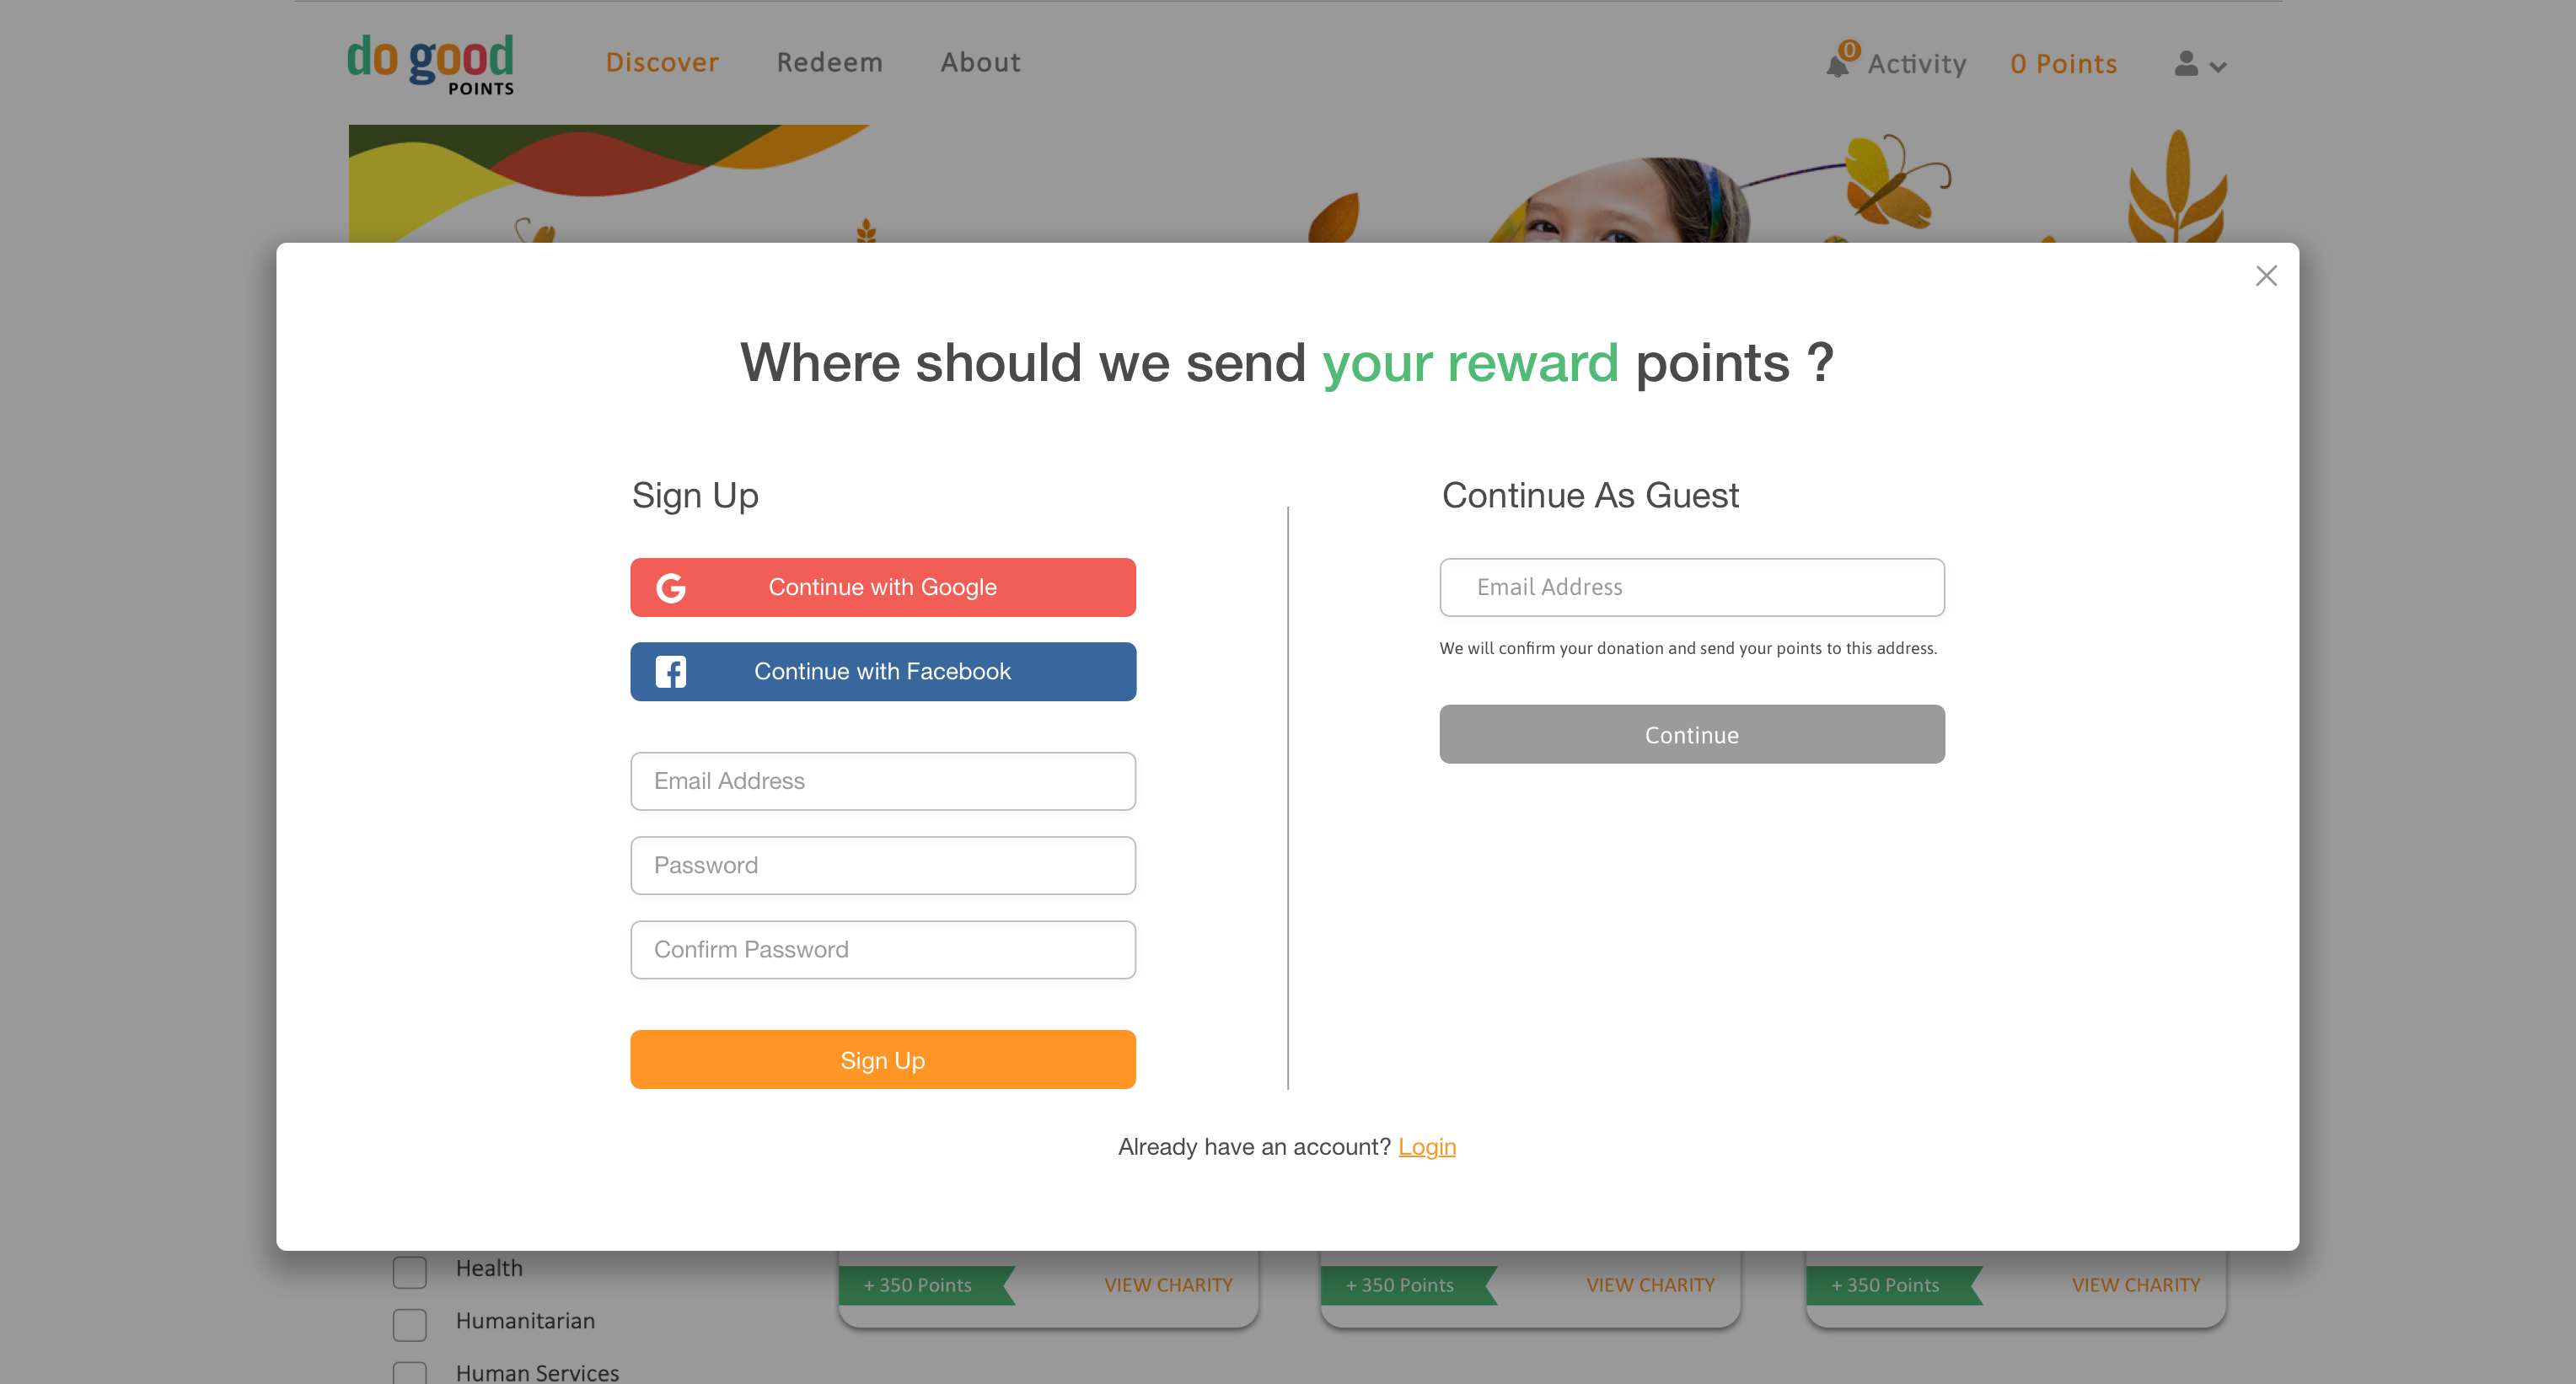 do good
POINTS
Discover
Redeem
About
0
Activity
0 Points
Where should we send your reward points ?
Sign Up
Continue with Google
Continue with Facebook
Email Address
Password
Confirm Password
Sign Up
Continue As Guest
Email Address
We will confirm your donation and send your points to this address.
Continue
Already have an account? Login
Health
Humanitarian
Human Services
+ 350 Points
VIEW CHARITY
+ 350 Points
VIEW CHARITY
+ 350 Points
VIEW CHARITY